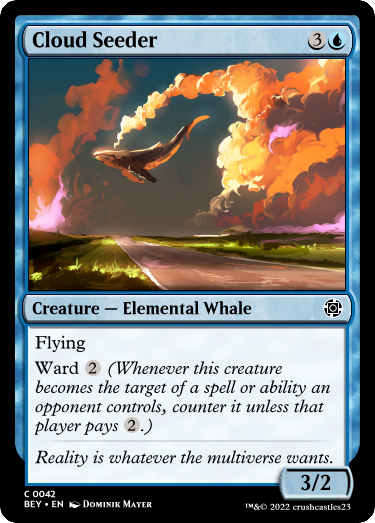 Cloud Seeder 3
Creature — Elemental Whale
Flying
Ward 2 (Whenever this creature
becomes the target of a spell or ability an
opponent controls, counter it unless that
player pays 2.)
Reality is whatever the multiverse wants.
3/2
C 0042
BEY • EN Dominik Mayer
™&© 2022 crushcastles23